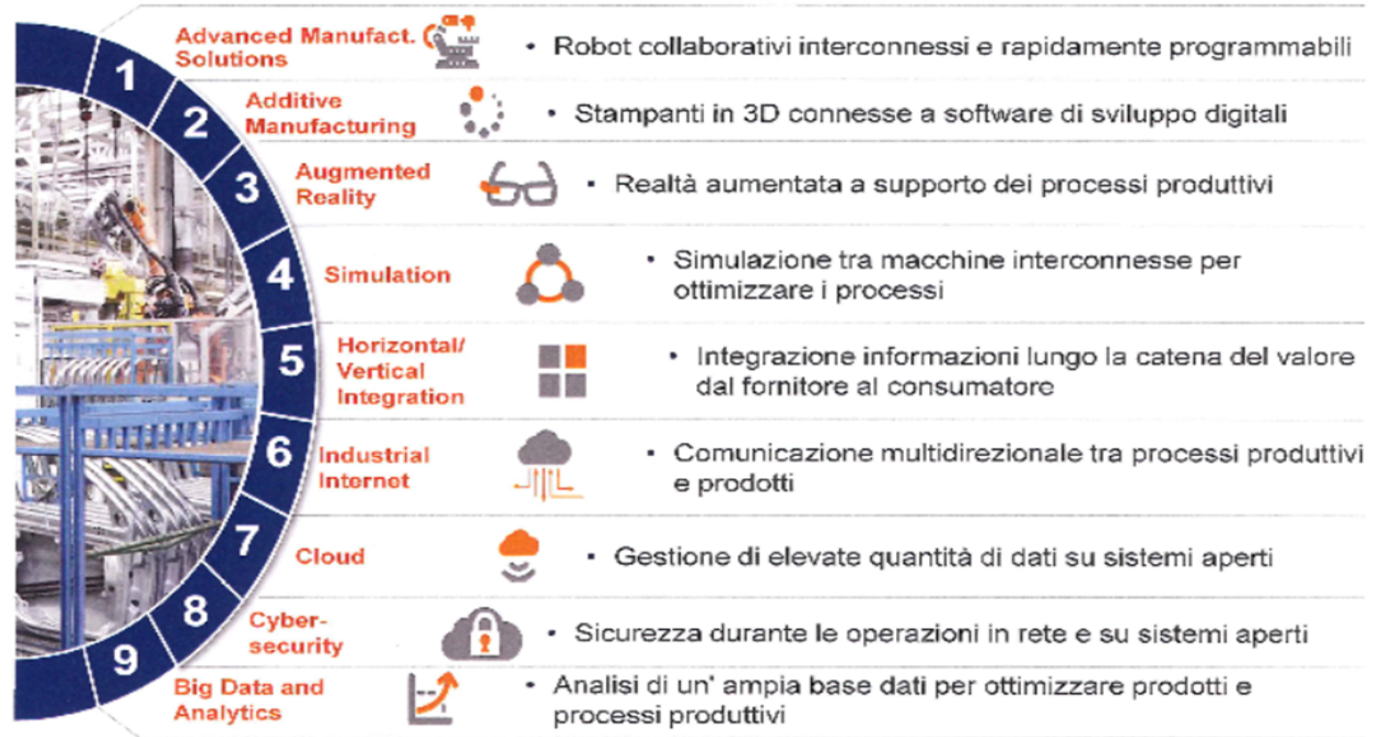 1
Advanced Manufact.
Solutions
• Robot collaborativi interconnessi e rapidamente programmabili
2
Additive
Manufacturing
• Stampanti in 3D connesse a software di sviluppo digitali
3
Augmented
Reality
• Realtà aumentata a supporto dei processi produttivi
4
Simulation
• Simulazione tra macchine interconnesse per
ottimizzare i processi
5
Horizontal/
Vertical
Integration
• Integrazione informazioni lungo la catena del valore
dal fornitore al consumatore
6
Industrial
Internet
• Comunicazione multidirezionale tra processi produttivi
e prodotti
7
Cloud
• Gestione di elevate quantità di dati su sistemi aperti
8
Cyber-
security
• Sicurezza durante le operazioni in rete e su sistemi aperti
9
Big Data and
Analytics
• Analisi di un' ampia base dati per ottimizzare prodotti e
processi produttivi